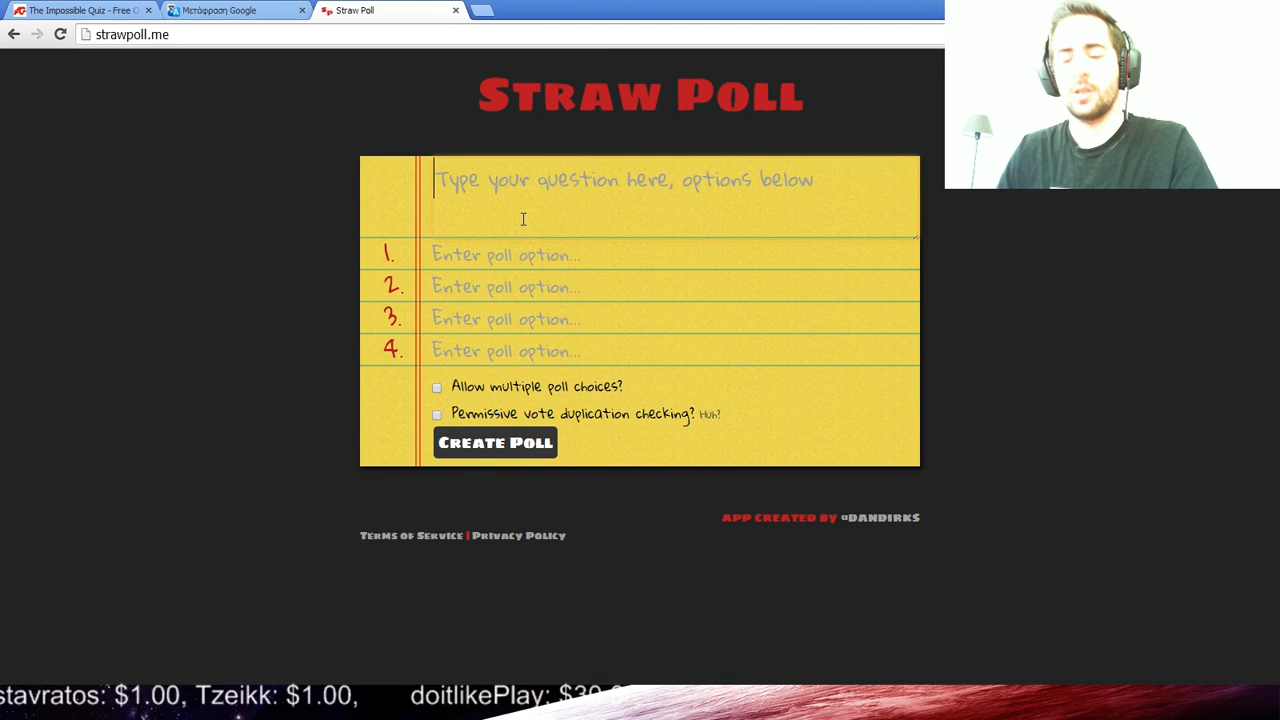 The Impossible Quiz - Free O
Μετάφραση Google
Straw Poll
strawpoll.me
STRAW POLL
Type your question here, options below
1. Enter poll option...
2. Enter poll option...
3. Enter poll option...
4. Enter poll option...
Allow multiple poll choices?
Permissive vote duplication checking? Huh?
CREATE POLL
APP CREATED BY @DANDIRKS
TERMS OF SERVICE | PRIVACY POLICY
stavratos: $1.00, Tzeikk: $1.00, doitlikePlay: